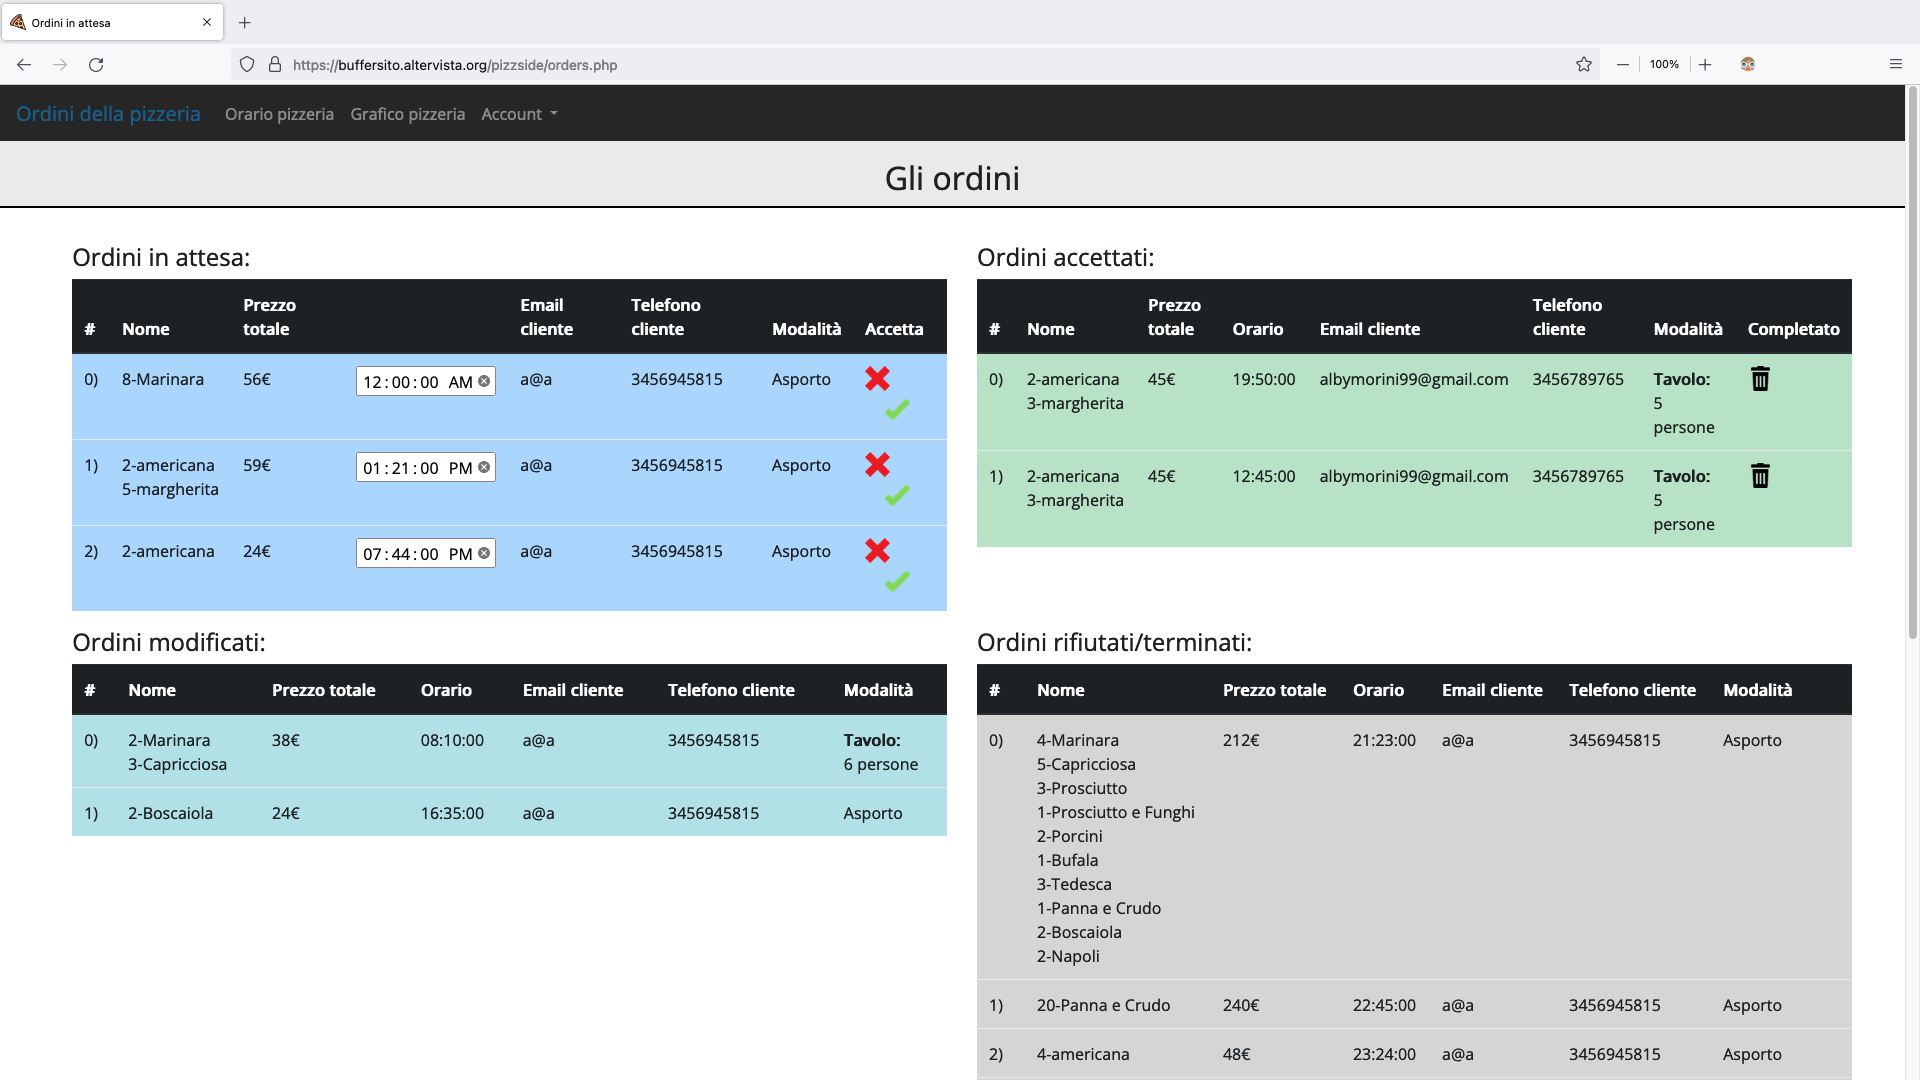 Ordini in attesa
https://buffersito.altervista.org/pizzside/orders.php
100%
Ordini della pizzeria
Orario pizzeria
Grafico pizzeria
Account
Gli ordini
Ordini in attesa:
# Nome Prezzo totale Email cliente Telefono cliente Modalità Accetta
0) 8-Marinara 56€ 12:00:00 AM a@a 3456945815 Asporto
1) 2-americana 59€ 01:21:00 PM a@a 3456945815 Asporto
5-margherita
2) 2-americana 24€ 07:44:00 PM a@a 3456945815 Asporto
Ordini accettati:
# Nome Prezzo totale Orario Email cliente Telefono cliente Modalità Completato
0) 2-americana 45€ 19:50:00 albymorini99@gmail.com 3456789765 Tavolo:
3-margherita 5
persone
1) 2-americana 45€ 12:45:00 albymorini99@gmail.com 3456789765 Tavolo:
3-margherita 5
persone
Ordini modificati:
# Nome Prezzo totale Orario Email cliente Telefono cliente Modalità
0) 2-Marinara 38€ 08:10:00 a@a 3456945815 Tavolo:
3-Capricciosa 6 persone
1) 2-Boscaiola 24€ 16:35:00 a@a 3456945815 Asporto
Ordini rifiutati/terminati:
# Nome Prezzo totale Orario Email cliente Telefono cliente Modalità
0) 4-Marinara 212€ 21:23:00 a@a 3456945815 Asporto
5-Capricciosa
3-Prosciutto
1-Prosciutto e Funghi
2-Porcini
1-Bufala
3-Tedesca
1-Panna e Crudo
2-Boscaiola
2-Napoli
1) 20-Panna e Crudo 240€ 22:45:00 a@a 3456945815 Asporto
2) 4-americana 48€ 23:24:00 a@a 3456945815 Asporto